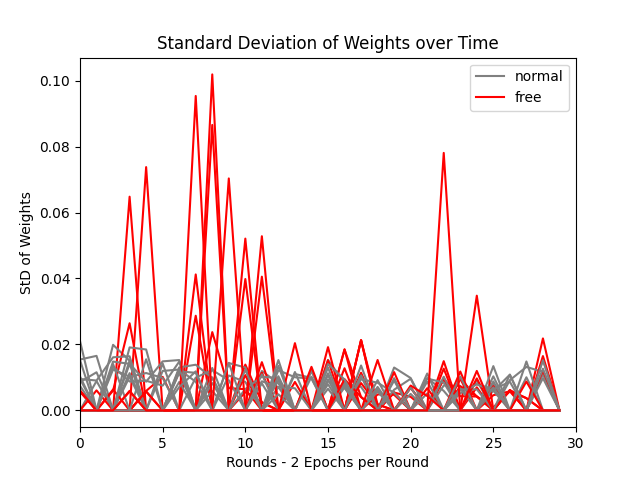 Standard Deviation of Weights over Time
normal
free
StD of Weights
0.10
0.08
0.06
0.04
0.02
0.00
0 5 10 15 20 25 30
Rounds - 2 Epochs per Round